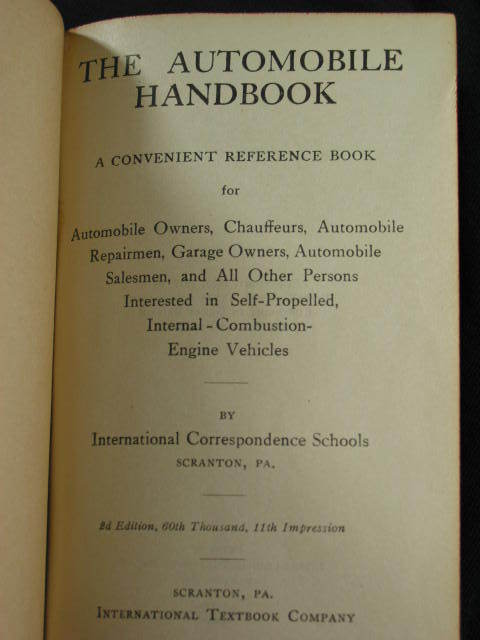 THE AUTOMOBILE
HANDBOOK
A CONVENIENT REFERENCE BOOK
for
Automobile Owners, Chauffeurs, Automobile
Repairmen, Garage Owners, Automobile
Salesmen, and All Other Persons
Interested in Self-Propelled,
Internal-Combustion-
Engine Vehicles
BY
International Correspondence Schools
SCRANTON, PA.
2d Edition, 60th Thousand, 11th Impression
SCRANTON, PA.
INTERNATIONAL TEXTBOOK COMPANY